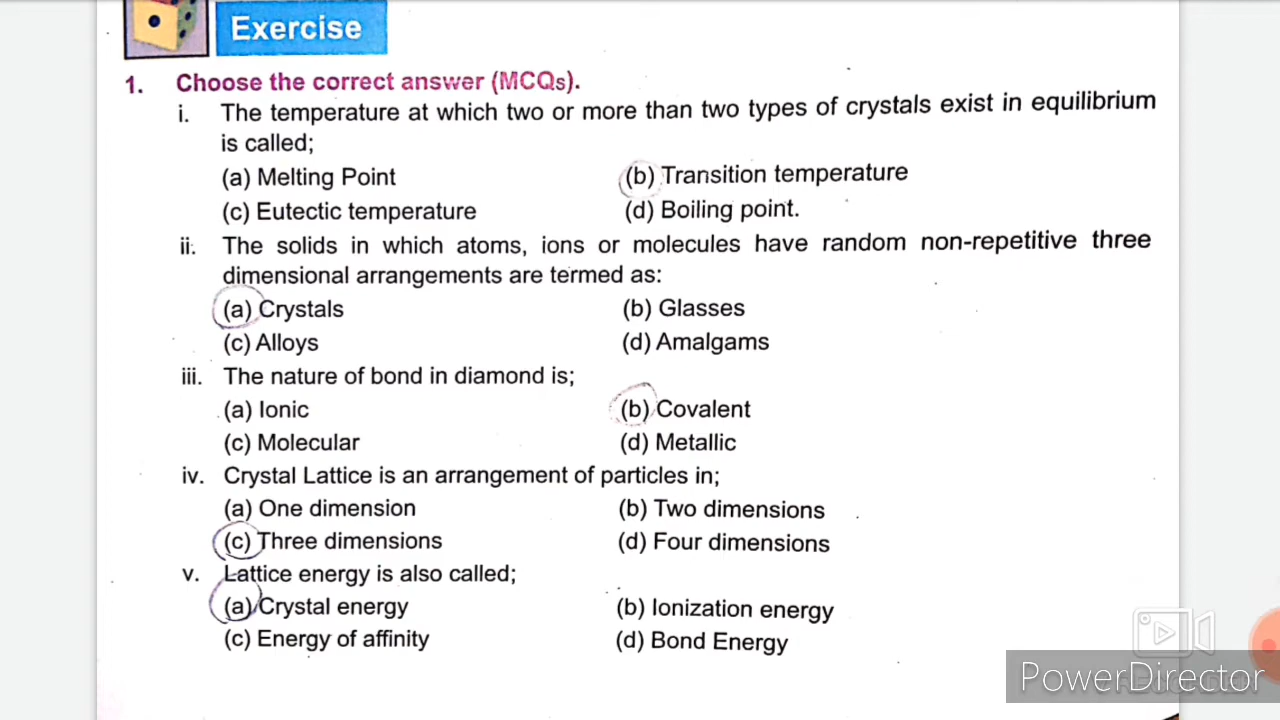 Exercise
1. Choose the correct answer (MCQs).
i. The temperature at which two or more than two types of crystals exist in equilibrium
is called;
(a) Melting Point (b) Transition temperature
(c) Eutectic temperature (d) Boiling point.
ii. The solids in which atoms, ions or molecules have random non-repetitive three
dimensional arrangements are termed as:
(a) Crystals (b) Glasses
(c) Alloys (d) Amalgams
iii. The nature of bond in diamond is;
(a) Ionic (b) Covalent
(c) Molecular (d) Metallic
iv. Crystal Lattice is an arrangement of particles in;
(a) One dimension (b) Two dimensions
(c) Three dimensions (d) Four dimensions
v. Lattice energy is also called;
(a) Crystal energy (b) Ionization energy
(c) Energy of affinity (d) Bond Energy
PowerDirector